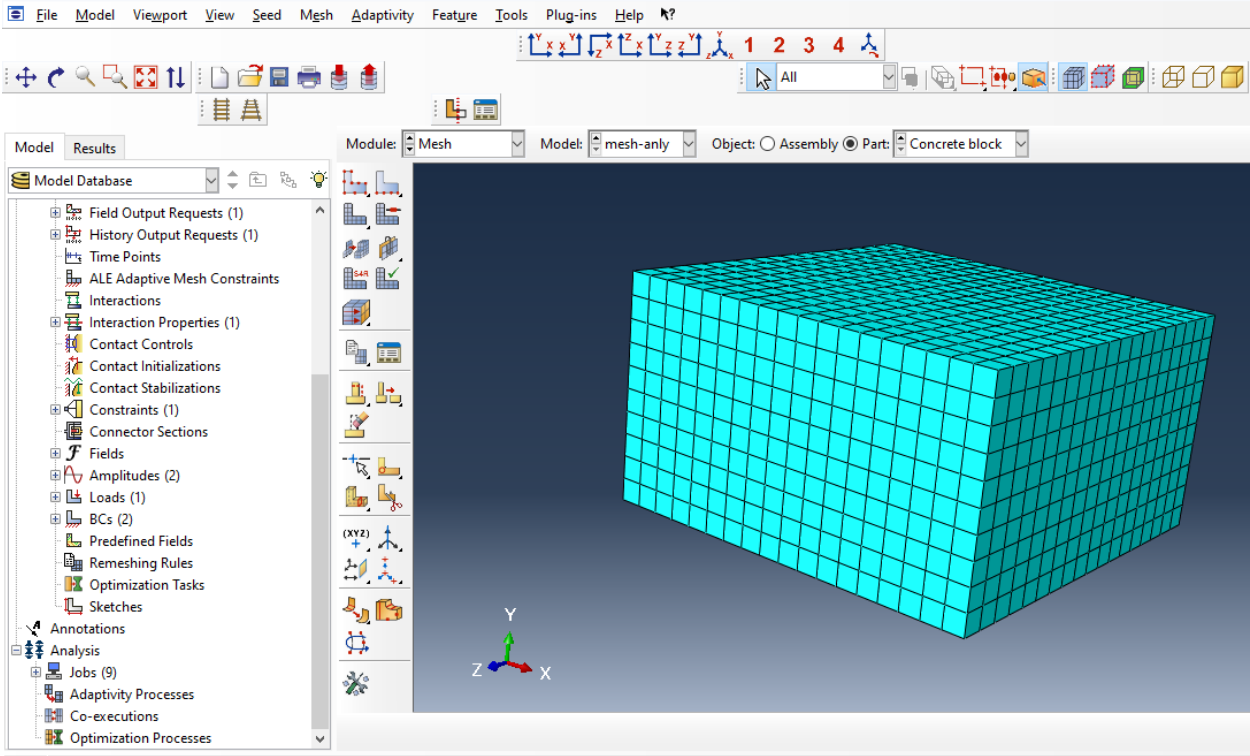 File Model Viewport View Seed Mesh Adaptivity Feature Tools Plug-ins Help ?
Y X X Y Z X Z X Y Z Z Y Z Y X 1 2 3 4
All
Model Results
Module: Mesh Model: mesh-anly Object: Assembly Part: Concrete block
Model Database
Field Output Requests (1)
History Output Requests (1)
Time Points
ALE Adaptive Mesh Constraints
Interactions
Interaction Properties (1)
Contact Controls
Contact Initializations
Contact Stabilizations
Constraints (1)
Connector Sections
Fields
Amplitudes (2)
Loads (1)
BCs (2)
Predefined Fields
Remeshing Rules
Optimization Tasks
Sketches
Annotations
Analysis
Jobs (9)
Adaptivity Processes
Co-executions
Optimization Processes
S4R
(XYZ)
Y
Z X